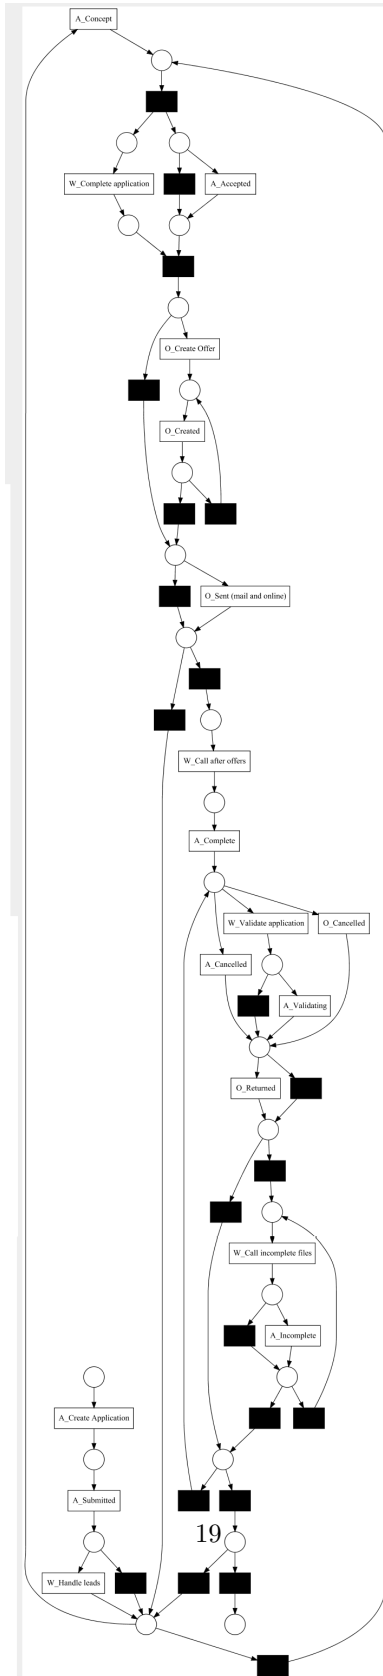 A_Concept
W_Complete application
A_Accepted
O_Create Offer
O_Created
O_Sent (mail and online)
W_Call after offers
A_Complete
W_Validate application
O_Cancelled
A_Cancelled
A_Validating
O_Returned
W_Call incomplete files
A_Incomplete
A_Create Application
A_Submitted
19
W_Handle leads